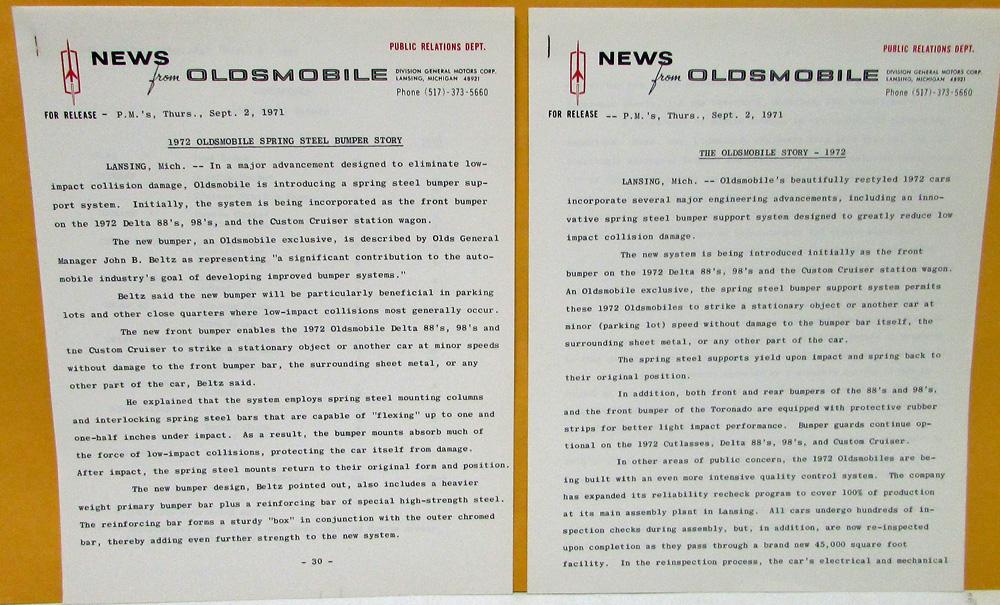 NEWS
from OLDSMOBILE
PUBLIC RELATIONS DEPT.
DIVISION GENERAL MOTORS CORP.
LANSING, MICHIGAN 48921
Phone (517)-373-5660
FOR RELEASE - P.M.'s, Thurs., Sept. 2, 1971
1972 OLDSMOBILE SPRING STEEL BUMPER STORY
LANSING, Mich. -- In a major advancement designed to eliminate low-
impact collision damage, Oldsmobile is introducing a spring steel bumper sup-
port system. Initially, the system is being incorporated as the front bumper
on the 1972 Delta 88's, 98's, and the Custom Cruiser station wagon.
The new bumper, an Oldsmobile exclusive, is described by Olds General
Manager John B. Beltz as representing "a significant contribution to the auto-
mobile industry's goal of developing improved bumper systems."
Beltz said the new bumper will be particularly beneficial in parking
lots and other close quarters where low-impact collisions most generally occur.
The new front bumper enables the 1972 Oldsmobile Delta 88's, 98's and
the Custom Cruiser to strike a stationary object or another car at minor speeds
without damage to the front bumper bar, the surrounding sheet metal, or any
other part of the car, Beltz said.
He explained that the system employs spring steel mounting columns
and interlocking spring steel bars that are capable of "flexing" up to one and
one-half inches under impact. As a result, the bumper mounts absorb much of
the force of low-impact collisions, protecting the car itself from damage.
After impact, the spring steel mounts return to their original form and position.
The new bumper design, Beltz pointed out, also includes a heavier
weight primary bumper bar plus a reinforcing bar of special high-strength steel.
The reinforcing bar forms a sturdy "box" in conjunction with the outer chromed
bar, thereby adding even further strength to the new system.
- 30 -
NEWS
from OLDSMOBILE
PUBLIC RELATIONS DEPT.
DIVISION GENERAL MOTORS CORP.
LANSING, MICHIGAN 48921
Phone (517)-373-5660
FOR RELEASE -- P.M.'s, Thurs., Sept. 2, 1971
THE OLDSMOBILE STORY - 1972
LANSING, Mich. -- Oldsmobile's beautifully restyled 1972 cars
incorporate several major engineering advancements, including an inno-
vative spring steel bumper support system designed to greatly reduce low
impact collision damage.
The new system is being introduced initially as the front
bumper on the 1972 Delta 88's, 98's and the Custom Cruiser station wagon.
An Oldsmobile exclusive, the spring steel bumper support system permits
these 1972 Oldsmobiles to strike a stationary object or another car at
minor (parking lot) speed without damage to the bumper bar itself, the
surrounding sheet metal, or any other part of the car.
The spring steel supports yield upon impact and spring back to
their original position.
In addition, both front and rear bumpers of the 88's and 98's,
and the front bumper of the Toronado are equipped with protective rubber
strips for better light impact performance. Bumper guards continue op-
tional on the 1972 Cutlasses, Delta 88's, 98's, and Custom Cruiser.
In other areas of public concern, the 1972 Oldsmobiles are be-
ing built with an even more intensive quality control system. The company
has expanded its reliability recheck program to cover 100% of production
at its main assembly plant in Lansing. All cars undergo hundreds of in-
spection checks during assembly, but, in addition, are now re-inspected
upon completion as they pass through a brand new 45,000 square foot
facility. In the reinspection process, the car's electrical and mechanical